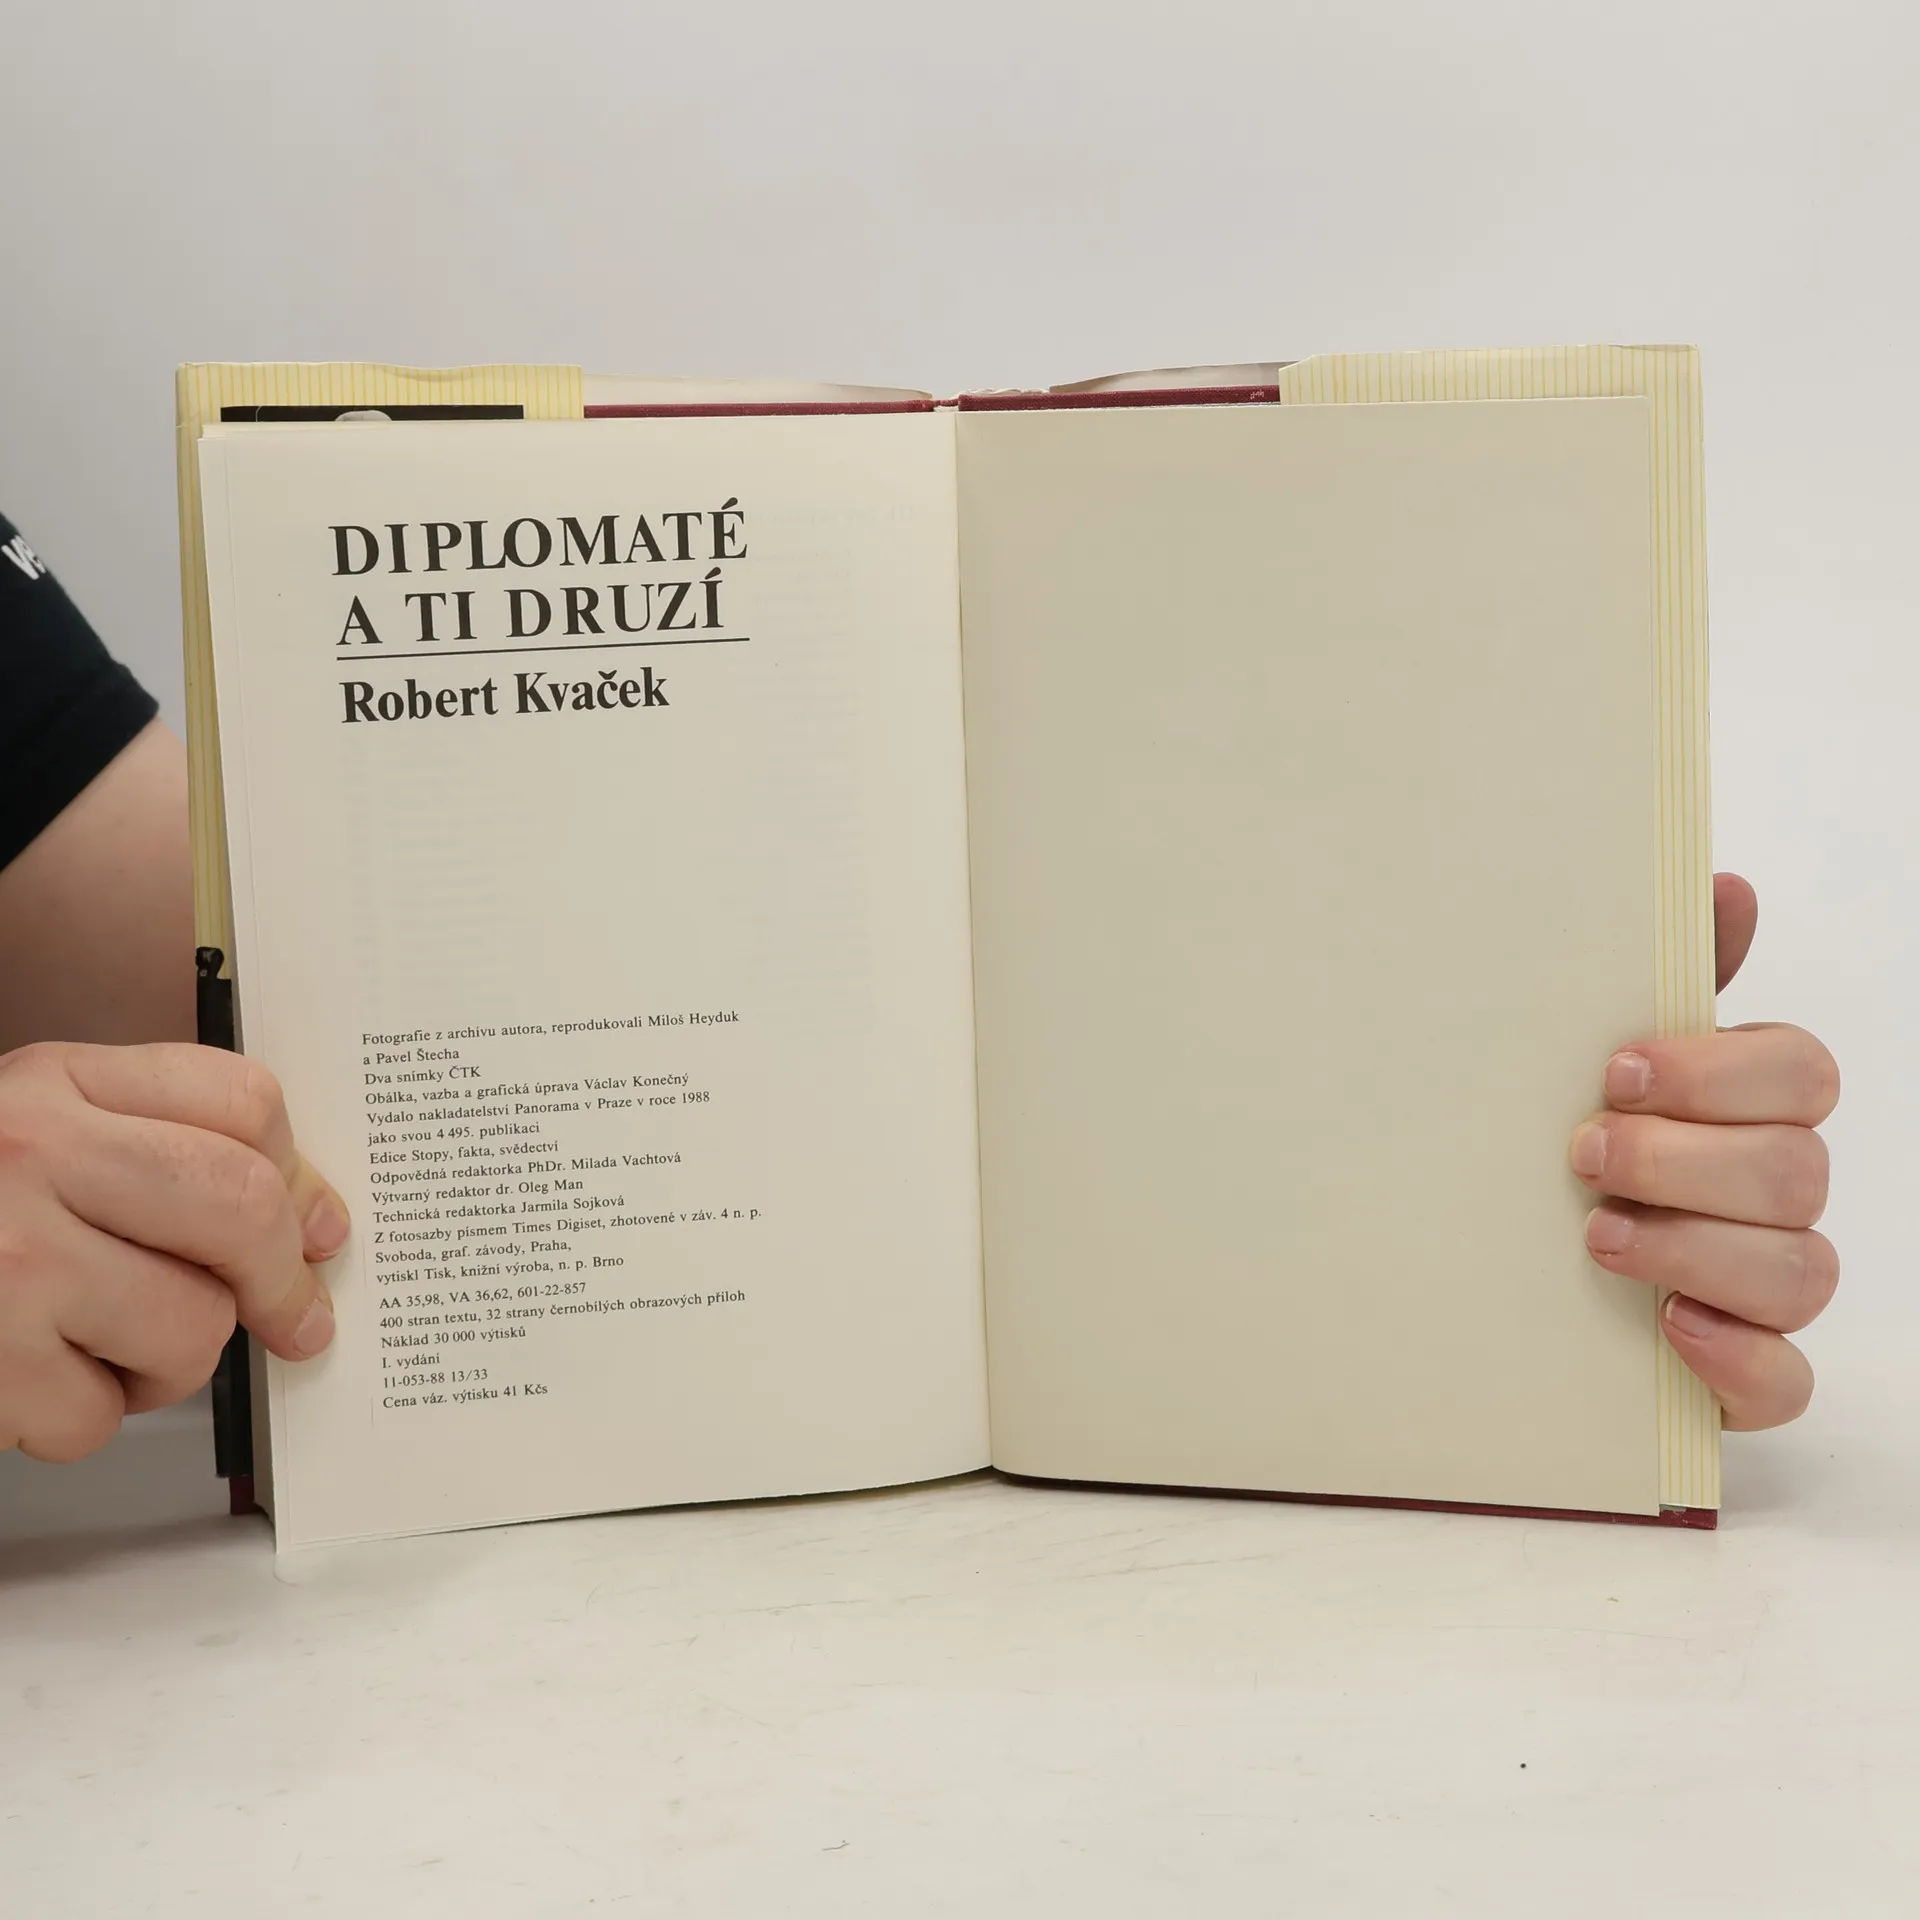 DIPLOMATÉ
A TI DRUZÍ
Robert Kvaček
Fotografie z archivu autora, reprodukovali Miloš Heyduk
a Pavel Štecha
Dva snímky ČTK
Obálka, vazba a grafická úprava Václav Konečný
Vydalo nakladatelství Panorama v Praze v roce 1988
jako svou 4 495. publikaci
Edice Stopy, fakta, svědectví
Odpovědná redaktorka PhDr. Milada Vachtová
Výtvarný redaktor dr. Oleg Man
Technická redaktorka Jarmila Sojková
Z fotosazby písmem Times Digiset, zhotovené v záv. 4 n. p.
Svoboda, graf. závody, Praha,
vytiskl Tisk, knižní výroba, n. p. Brno
AA 35,98, VA 36,62, 601-22-857
400 stran textu, 32 strany černobílých obrazových příloh
Náklad 30 000 výtisků
I. vydání
11-053-88 13/33
Cena váz. výtisku 41 Kčs